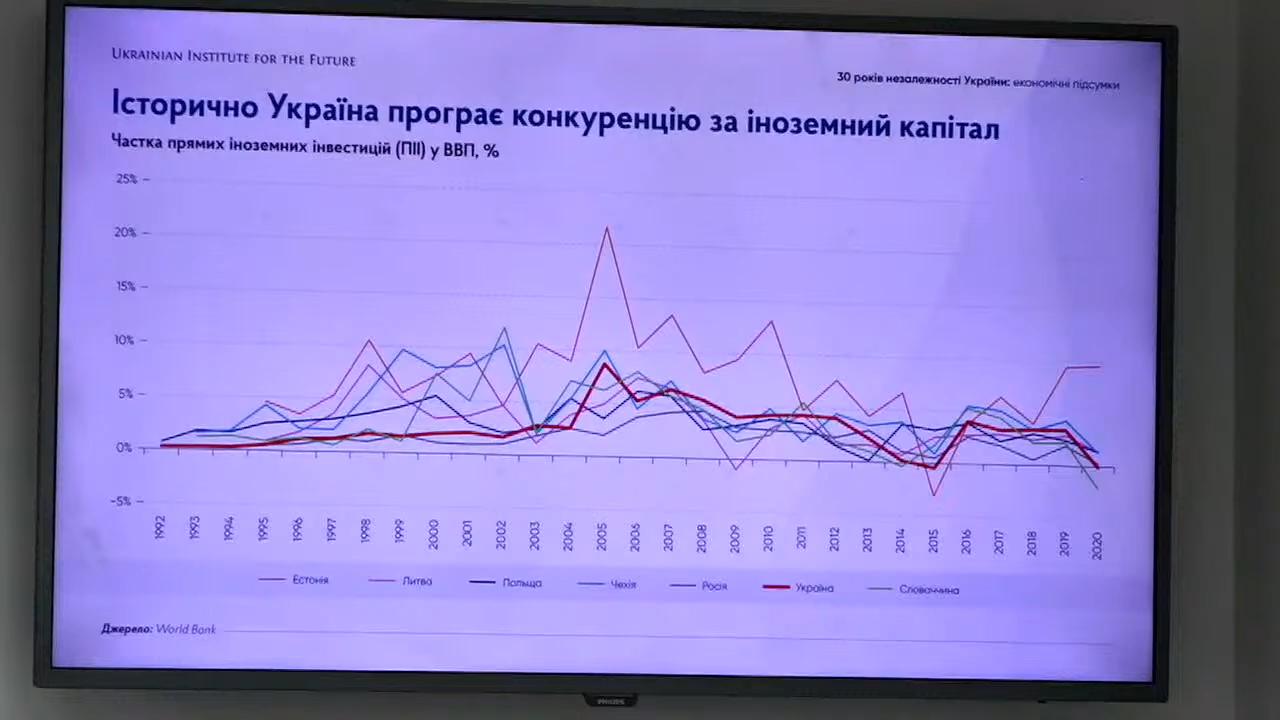 UKRAINIAN INSTITUTE FOR THE FUTURE
30 років незалежності України: економічні підсумки
Історично Україна програє конкуренцію за іноземний капітал
Частка прямих іноземних інвестицій (ПІІ) у ВВП, %
25%
20%
15%
10%
5%
0%
-5%
1992 1993 1994 1995 1996 1997 1998 1999 2000 2001 2002 2003 2004 2005 2006 2007 2008 2009 2010 2011 2012 2013 2014 2015 2016 2017 2018 2019 2020
Естонія Литва Польща Чехія Росія Україна Словаччина
Джерело: World Bank
PHILIPS